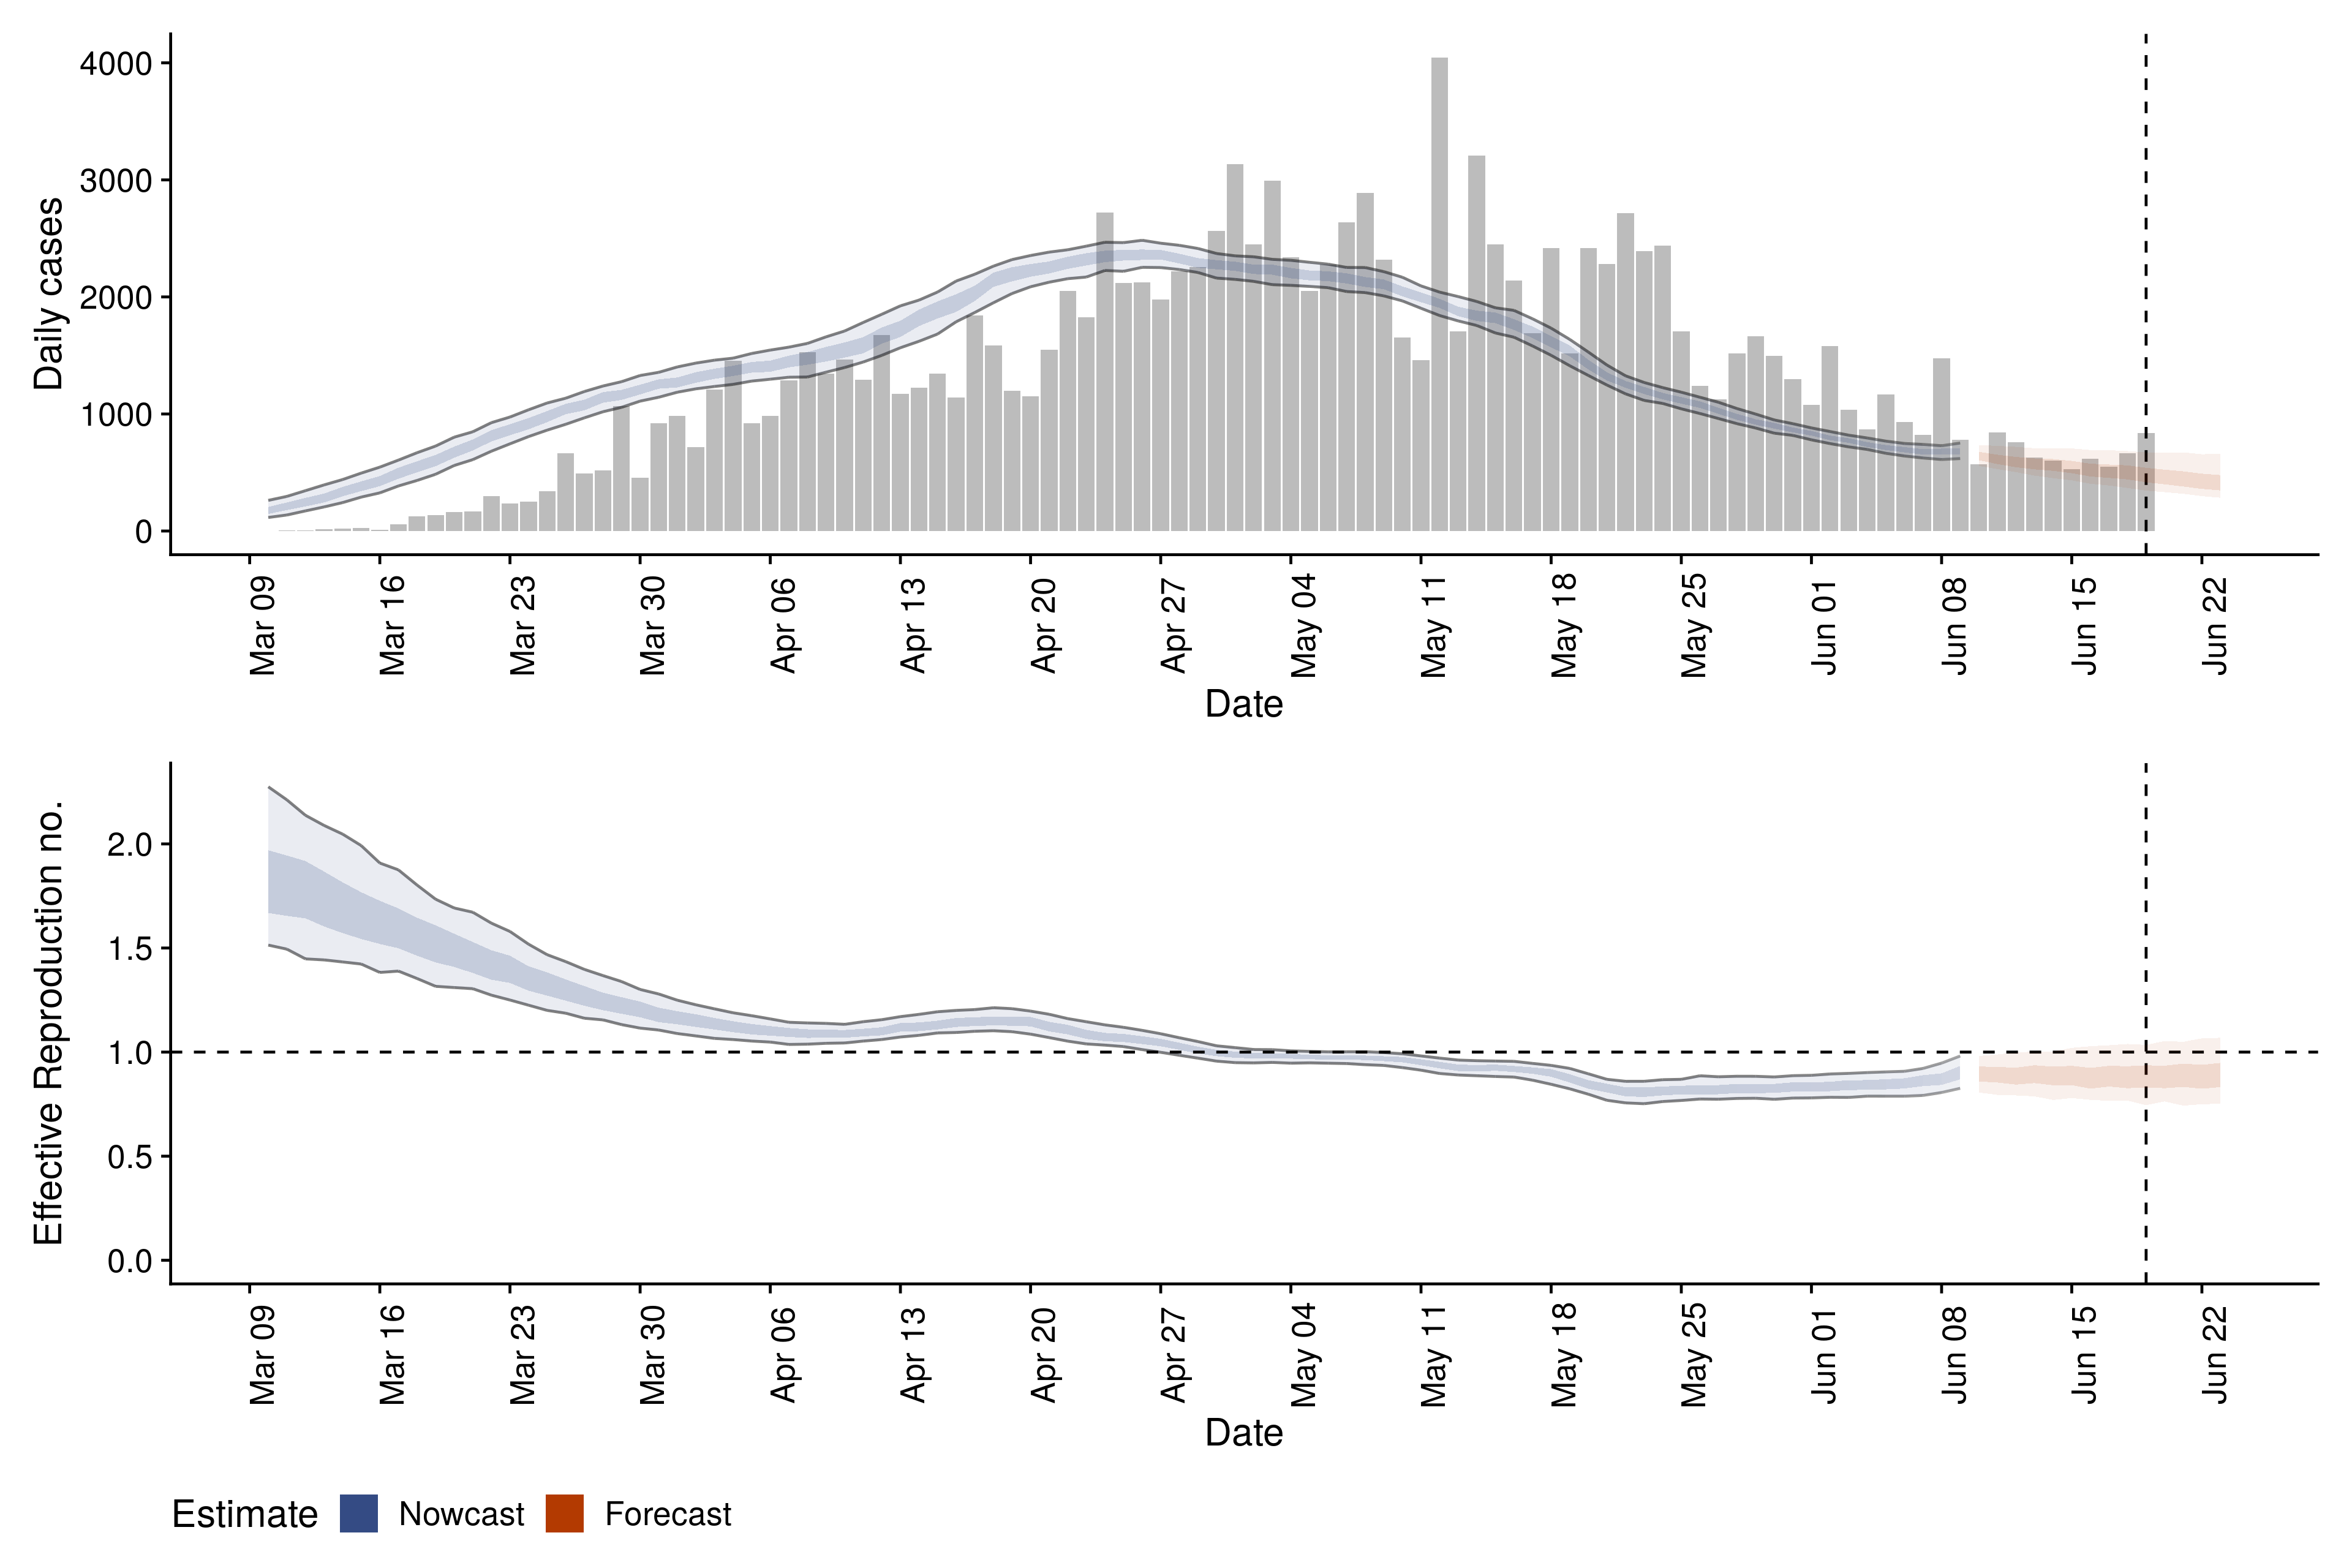 Daily cases
4000
3000
2000
1000
0
Mar 09
Mar 16
Mar 23
Mar 30
Apr 06
Apr 13
Apr 20
Apr 27
May 04
May 11
May 18
May 25
Jun 01
Jun 08
Jun 15
Jun 22
Date
Effective Reproduction no.
2.0
1.5
1.0
0.5
0.0
Mar 09
Mar 16
Mar 23
Mar 30
Apr 06
Apr 13
Apr 20
Apr 27
May 04
May 11
May 18
May 25
Jun 01
Jun 08
Jun 15
Jun 22
Date
Estimate Nowcast Forecast